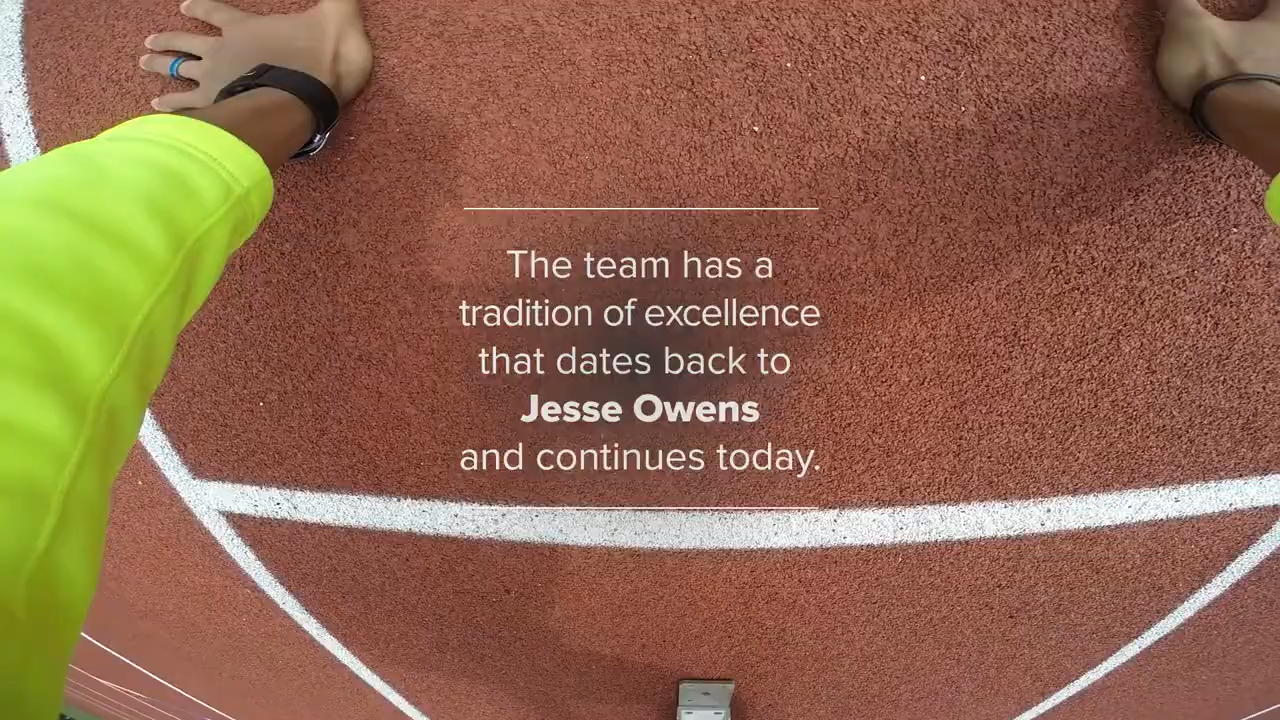 The team has a
tradition of excellence
that dates back to
Jesse Owens
and continues today.